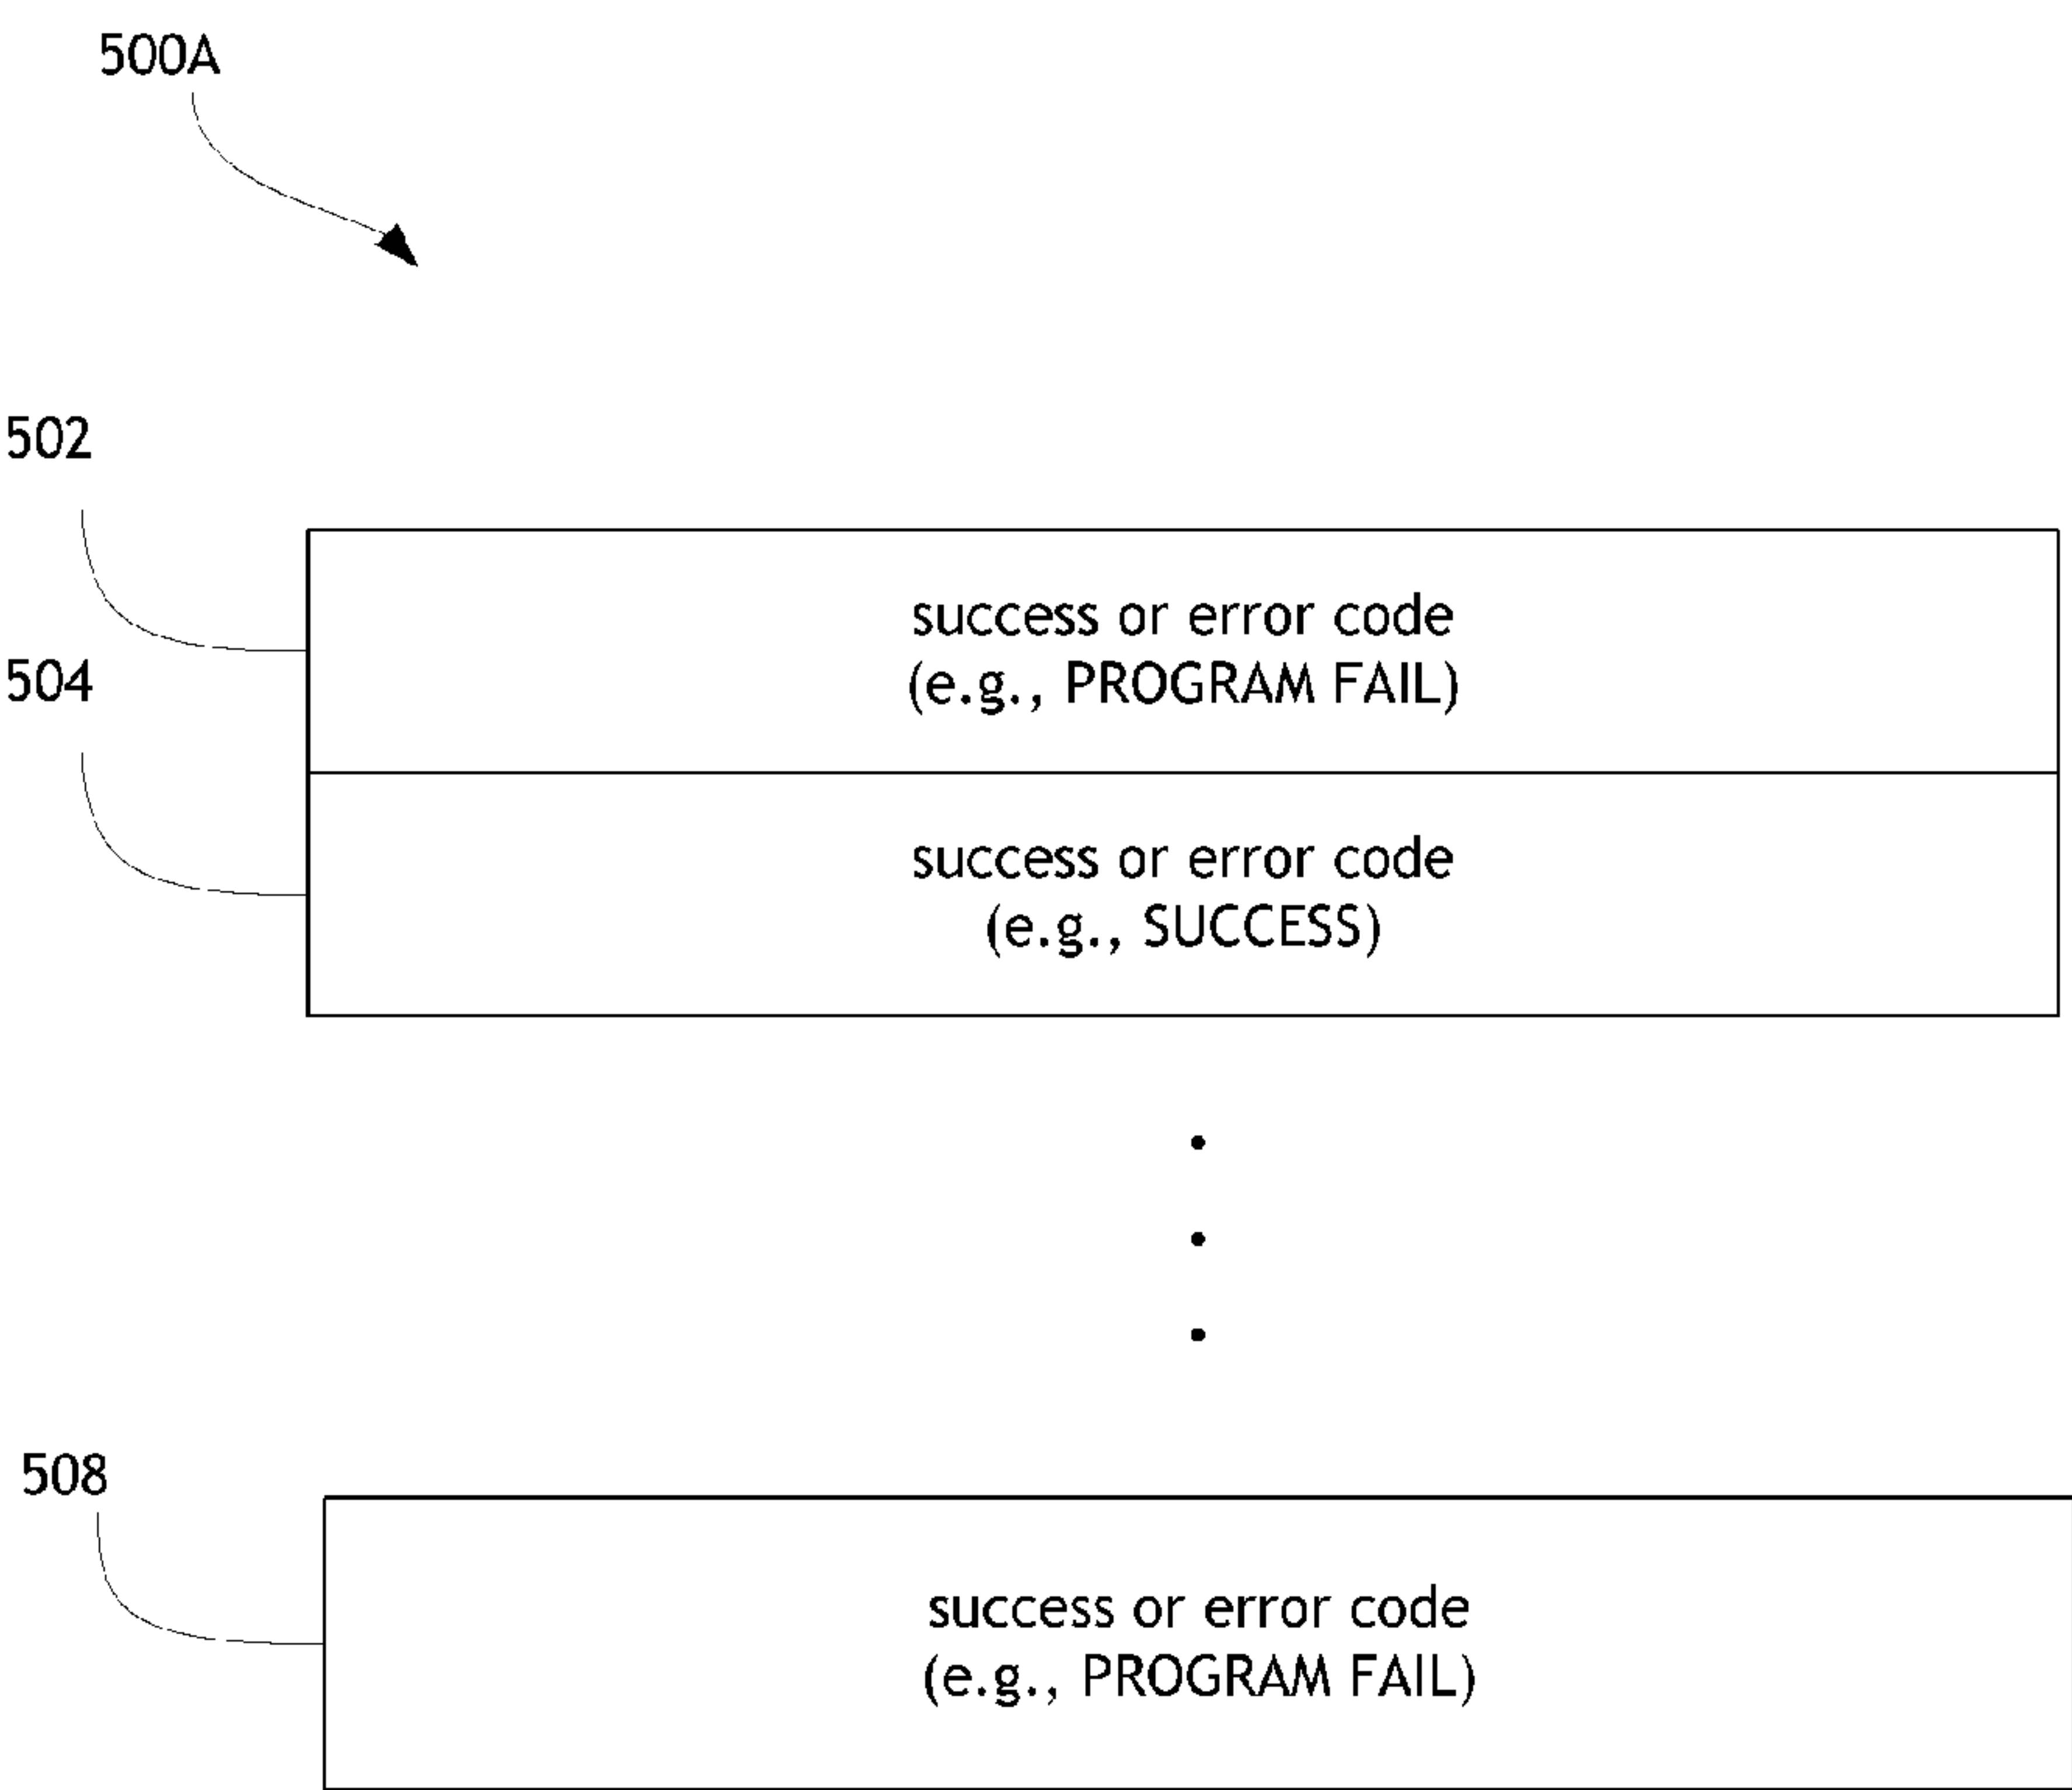 500A
502
success or error code
(e.g., PROGRAM FAIL)
504
success or error code
(e.g., SUCCESS)
508
success or error code
(e.g., PROGRAM FAIL)